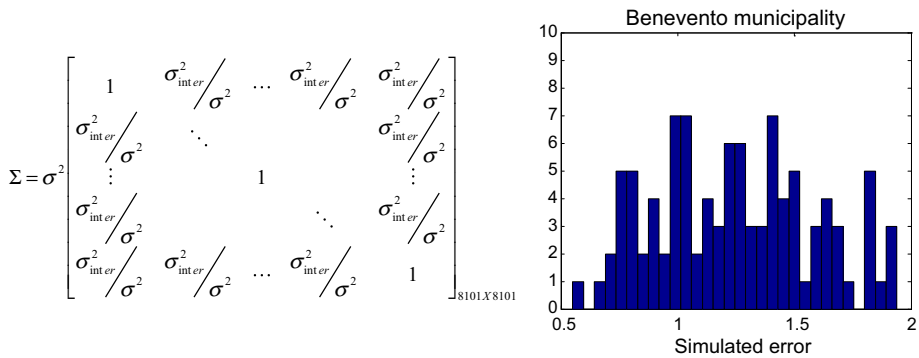 Σ = σ² [
1 σ²inter/σ² ... σ²inter/σ² σ²inter/σ²
σ²inter/σ² ⋱ σ²inter/σ²
⋮ 1 ⋮
σ²inter/σ² ⋱ σ²inter/σ²
σ²inter/σ² σ²inter/σ² ... σ²inter/σ² 1
]8101X8101
Benevento municipality
10
9
8
7
6
5
4
3
2
1
0
0.5 1 1.5 2
Simulated error